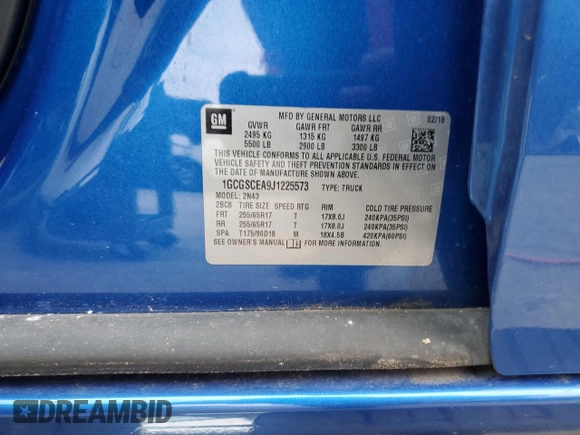 GM
MFD BY GENERAL MOTORS LLC 02/18
GVWR GAWR FRT GAWR RR
2495 KG 1315 KG 1497 KG
5500 LB 2900 LB 3300 LB
THIS VEHICLE CONFORMS TO ALL APPLICABLE U.S. FEDERAL MOTOR
VEHICLE SAFETY AND THEFT PREVENTION STANDARDS IN EFFECT ON
THE DATE OF MANUFACTURE SHOWN ABOVE.
1GCGSCEA9J1225573 TYPE: TRUCK
MODEL: 2N43
2BC8 TIRE SIZE SPEED RTG RIM COLD TIRE PRESSURE
FRT 255/65R17 T 17X8.0J 240KPA(35PSI)
RR 255/65R17 T 17X8.0J 240KPA(35PSI)
SPA T175/90D18 M 18X4.5B 420KPA(60PSI)
SEE OWNER'S MANUAL FOR MORE INFORMATION.
DREAMBID